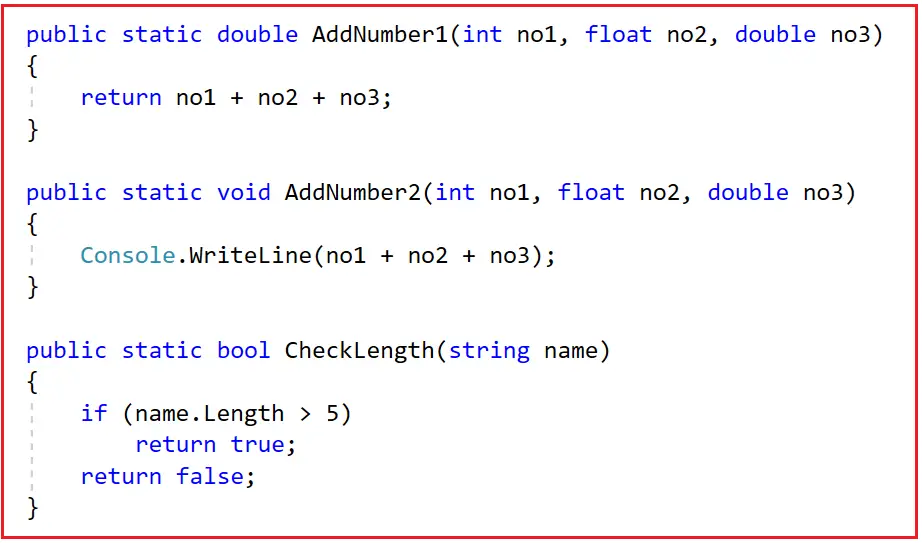 public static double AddNumber1(int no1, float no2, double no3)
{
    return no1 + no2 + no3;
}
public static void AddNumber2(int no1, float no2, double no3)
{
    Console.WriteLine(no1 + no2 + no3);
}
public static bool CheckLength(string name)
{
    if (name.Length > 5)
        return true;
    return false;
}